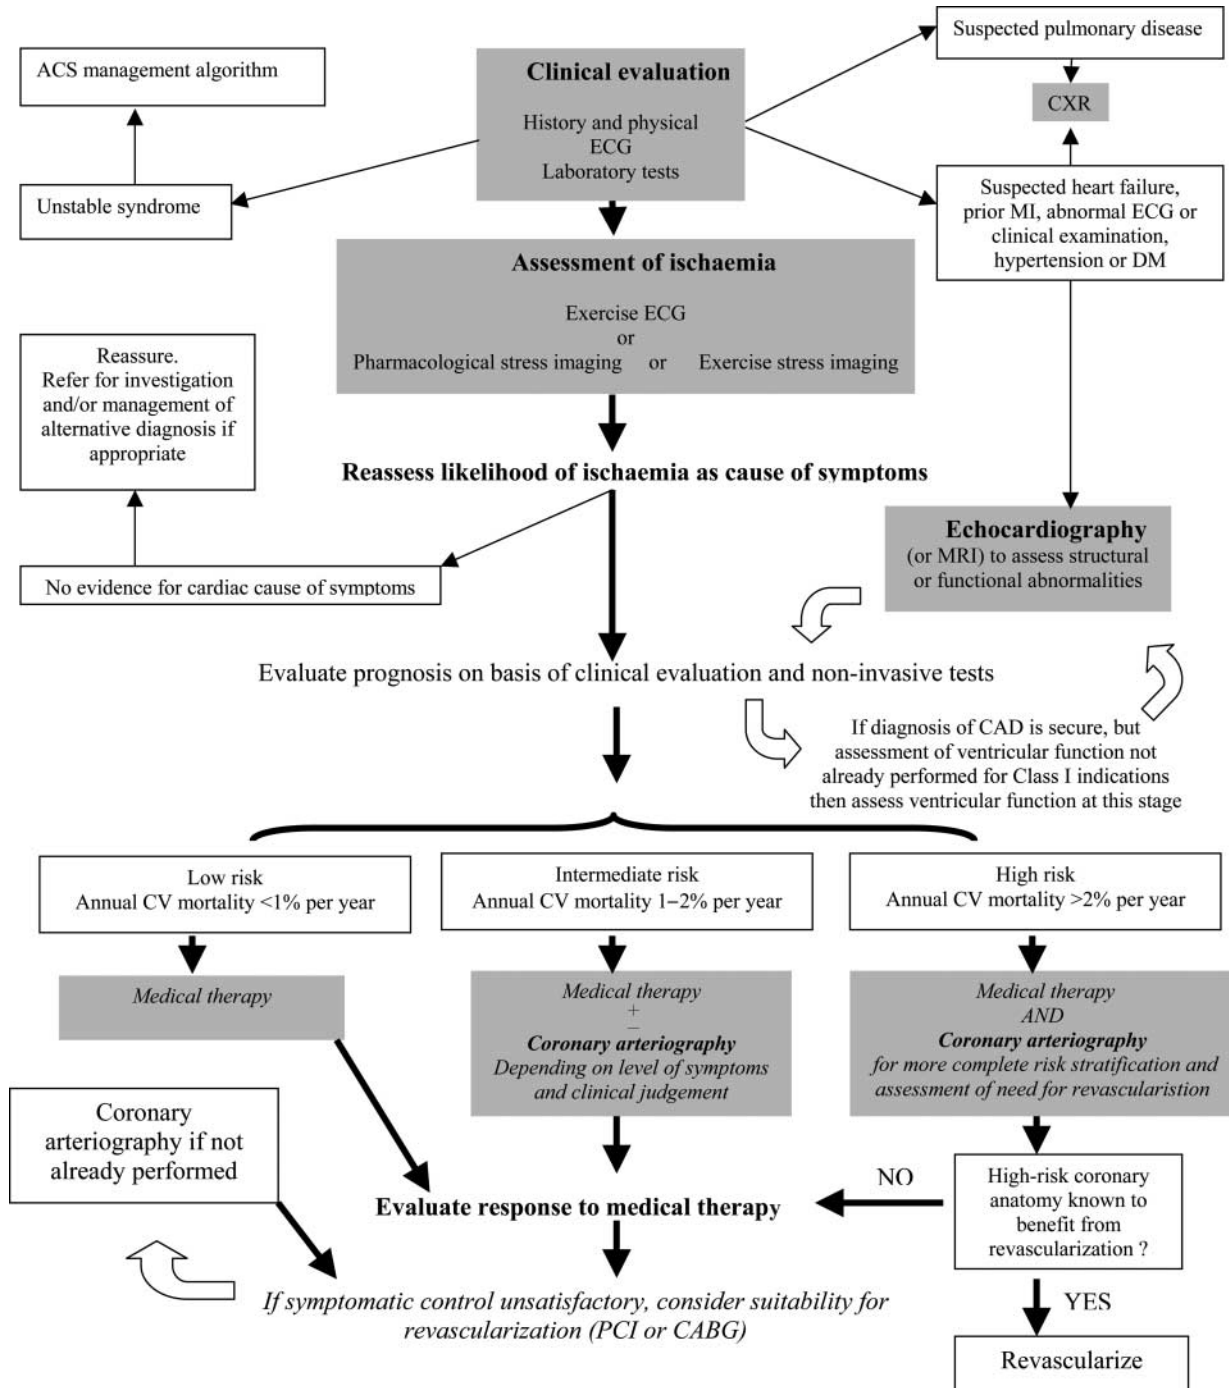 Suspected pulmonary disease
ACS management algorithm
Clinical evaluation
CXR
History and physical
ECG
Laboratory tests
Unstable syndrome
Suspected heart failure,
prior MI, abnormal ECG or
clinical examination,
hypertension or DM
Assessment of ischaemia
Exercise ECG
or
Pharmacological stress imaging or Exercise stress imaging
Reassure.
Refer for investigation
and/or management of
alternative diagnosis if
appropriate
Reassess likelihood of ischaemia as cause of symptoms
Echocardiography
(or MRI) to assess structural
or functional abnormalities
No evidence for cardiac cause of symptoms
Evaluate prognosis on basis of clinical evaluation and non-invasive tests
If diagnosis of CAD is secure, but
assessment of ventricular function not
already performed for Class I indications
then assess ventricular function at this stage
Low risk
Annual CV mortality <1% per year
Intermediate risk
Annual CV mortality 1–2% per year
High risk
Annual CV mortality >2% per year
Medical therapy
Medical therapy
+
–
Coronary arteriography
Depending on level of symptoms
and clinical judgement
Medical therapy
AND
Coronary arteriography
for more complete risk stratification and
assessment of need for revascularistion
Coronary
arteriography if not
already performed
Evaluate response to medical therapy
NO
High-risk coronary
anatomy known to
benefit from
revascularization ?
If symptomatic control unsatisfactory, consider suitability for
revascularization (PCI or CABG)
YES
Revascularize